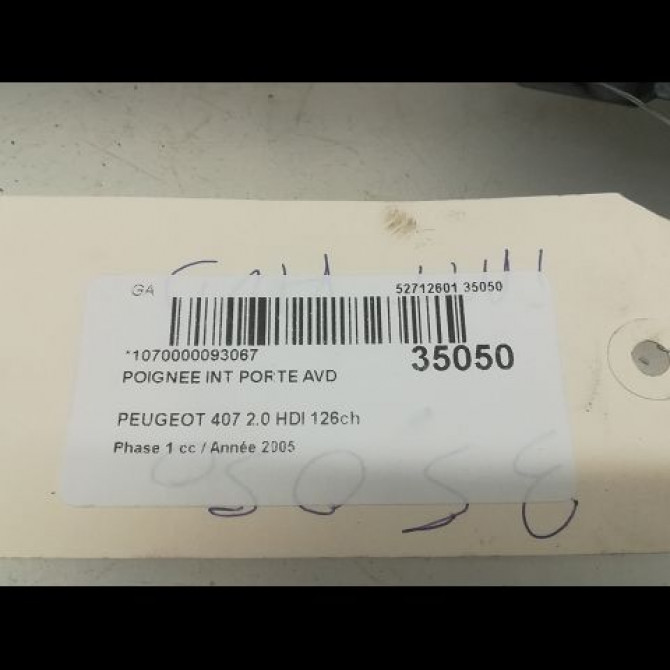 GA 52712601 35050
*1070000093067 35050
POIGNEE INT PORTE AVD
PEUGEOT 407 2.0 HDI 126ch
Phase 1 cc / Année 2005